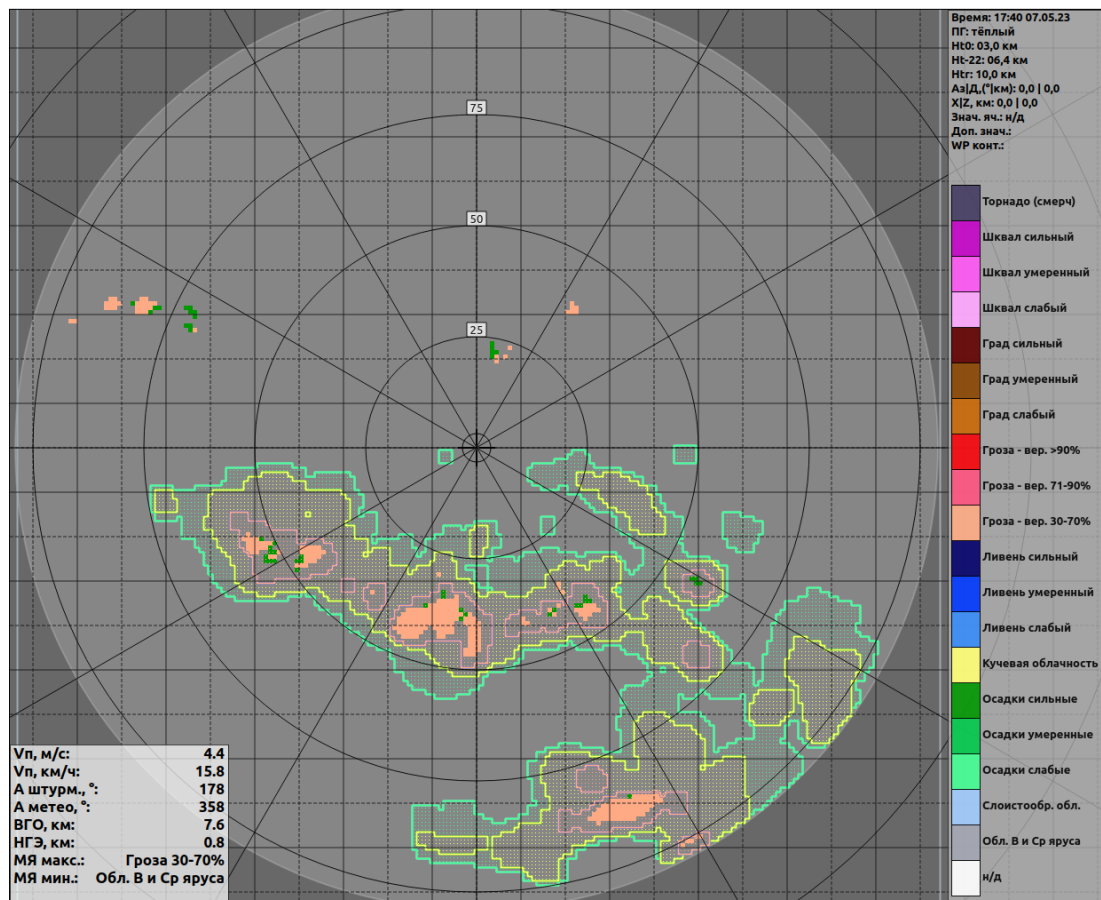 Время: 17:40 07.05.23
ПГ: тёплый
Ht0: 03,0 км
Ht-22: 06,4 км
Htr: 10,0 км
Аз|Д,(°|км): 0,0 | 0,0
X|Z, км: 0,0 | 0,0
Знач. яч.: н/д
Доп. знач.:
WP конт.:
75
50
25
Торнадо (смерч)
Шквал сильный
Шквал умеренный
Шквал слабый
Град сильный
Град умеренный
Град слабый
Гроза - вер. >90%
Гроза - вер. 71-90%
Гроза - вер. 30-70%
Ливень сильный
Ливень умеренный
Ливень слабый
Кучевая облачность
Осадки сильные
Осадки умеренные
Осадки слабые
Слоистообр. обл.
Обл. В и Ср яруса
н/д
Vп, м/с: 4.4
Vп, км/ч: 15.8
А штурм., °: 178
А метео, °: 358
ВГО, км: 7.6
НГЭ, км: 0.8
МЯ макс.: Гроза 30-70%
МЯ мин.: Обл. В и Ср яруса